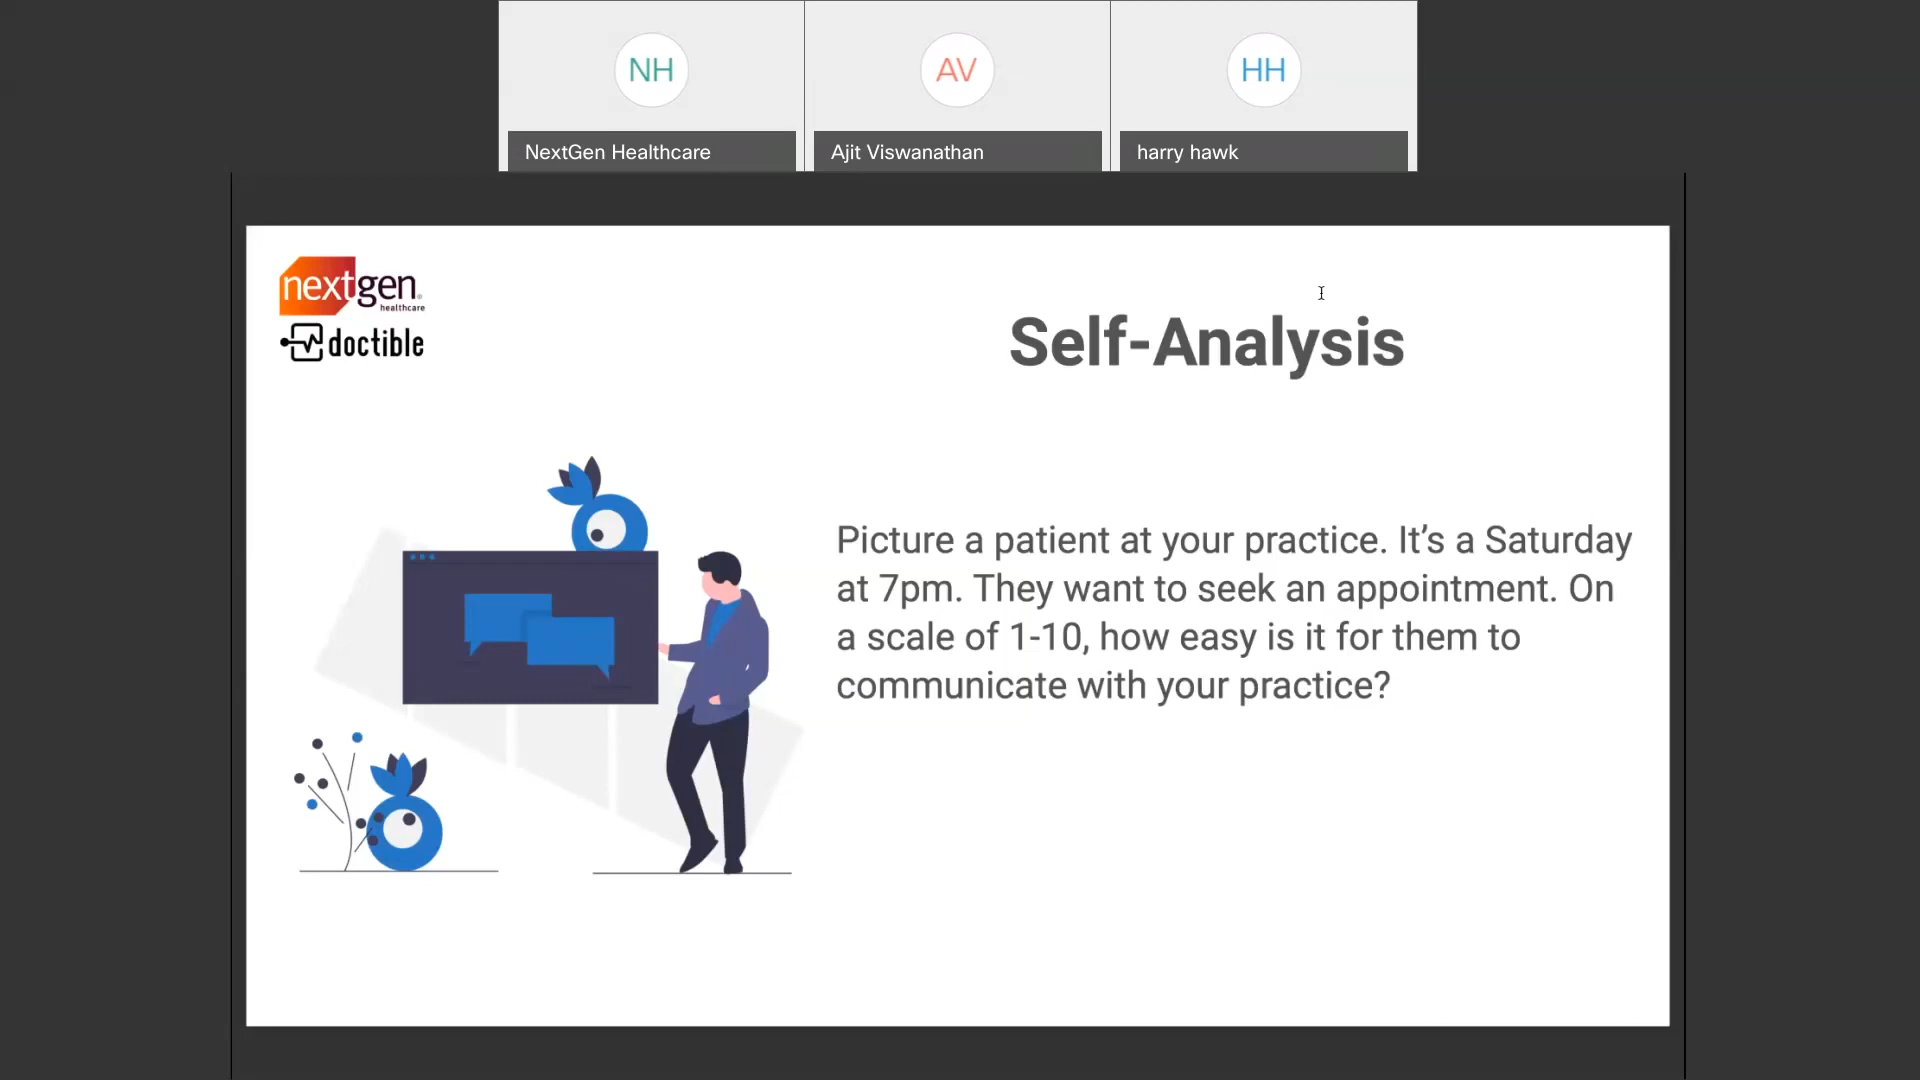 NH
AV
HH
NextGen Healthcare
Ajit Viswanathan
harry hawk
nextgen
healthcare
doctible
Self-Analysis
Picture a patient at your practice. It’s a Saturday
at 7pm. They want to seek an appointment. On
a scale of 1-10, how easy is it for them to
communicate with your practice?